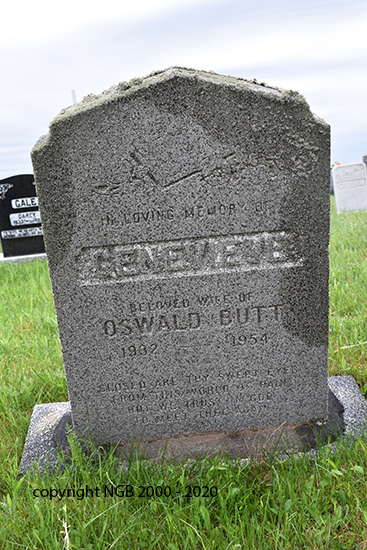 GALE
DARCY
IN LOVING MEMORY OF
GENEVIEVE
BELOVED WIFE OF
OSWALD BUTT
1932 — 1954
CLOSED ARE THY SWEET EYES
FROM THIS WORLD OF PAIN
BUT WE TRUST IN GOD
TO MEET THEE AGAIN
copyright NGB 2000 - 2020